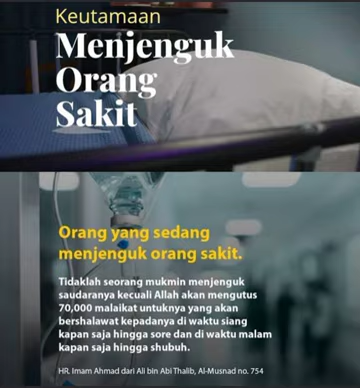 Keutamaan
Menjenguk
Orang
Sakit
Orang yang sedang
menjenguk orang sakit.
Tidaklah seorang mukmin menjenguk
saudaranya kecuali Allah akan mengutus
70,000 malaikat untuknya yang akan
bershalawat kepadanya di waktu siang
kapan saja hingga sore dan di waktu malam
kapan saja hingga shubuh.
HR. Imam Ahmad dari Ali bin Abi Thalib, Al-Musnad no. 754